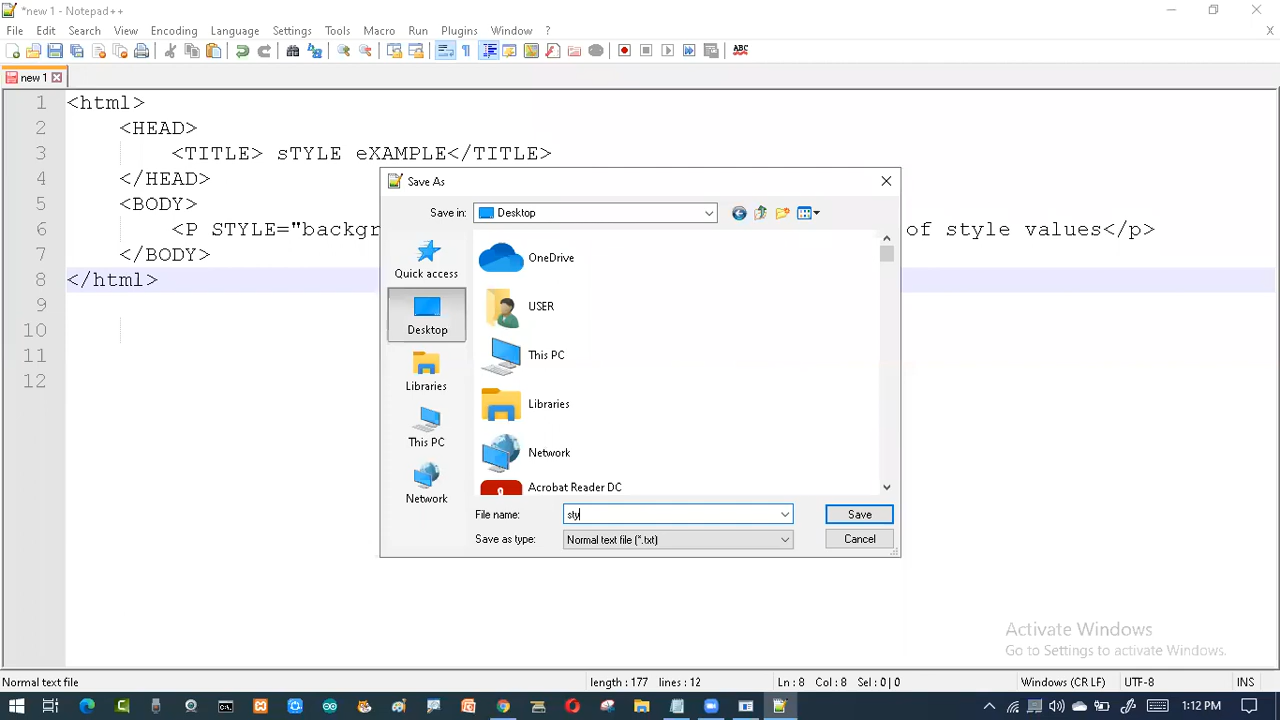 *new 1 - Notepad++
File Edit Search View Encoding Language Settings Tools Macro Run Plugins Window ?
X
ABC
new 1
1 <html>
2 <HEAD>
3 <TITLE> sTYLE eXAMPLE</TITLE>
4 </HEAD>
5 <BODY>
6 <P STYLE="backgr of style values</p>
7 </BODY>
8 </html>
9
10
11
12
Save As
Save in: Desktop
Quick access
Desktop
Libraries
This PC
Network
OneDrive
USER
This PC
Libraries
Network
Acrobat Reader DC
File name: sty Save
Save as type: Normal text file (*.txt) Cancel
Activate Windows
Go to Settings to activate Windows.
Normal text file length : 177 lines : 12 Ln : 8 Col : 8 Sel : 0 | 0 Windows (CR LF) UTF-8 INS
1:12 PM